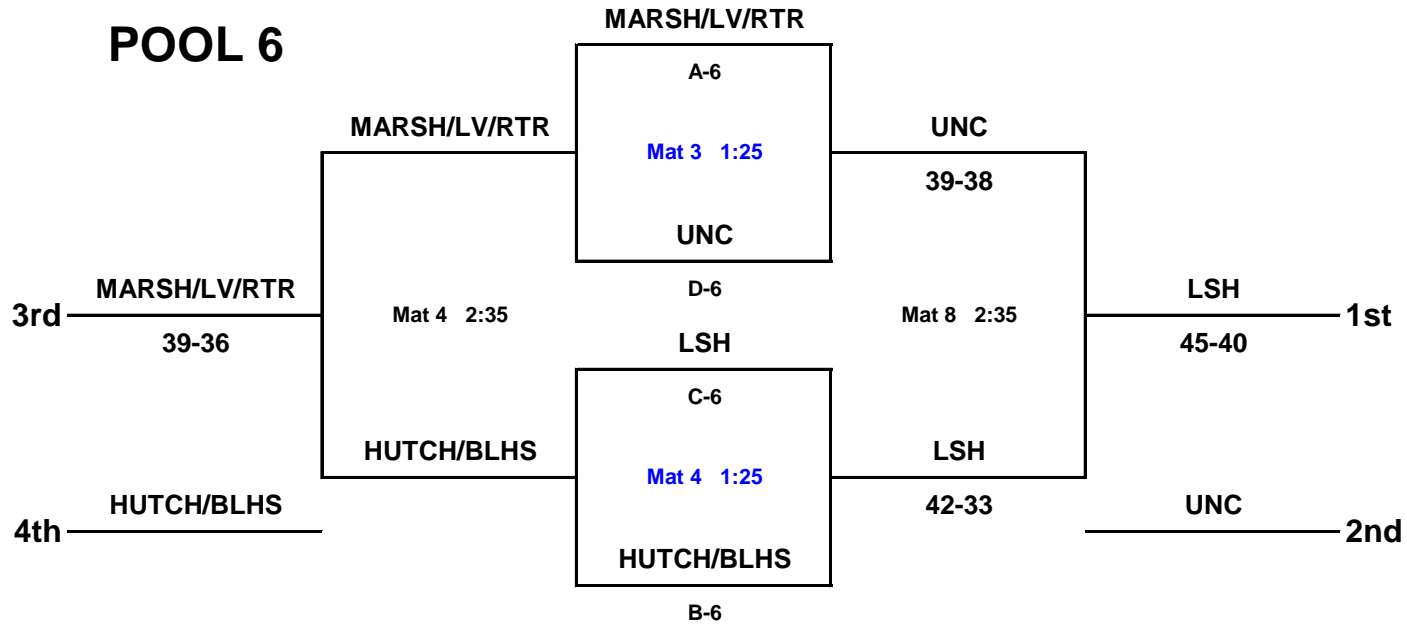 MARSH/LV/RTR
POOL 6
A-6
MARSH/LV/RTR
UNC
Mat 3 1:25
39-38
UNC
MARSH/LV/RTR
D-6
LSH
3rd
Mat 4 2:35
Mat 8 2:35
1st
39-36
LSH
45-40
C-6
HUTCH/BLHS
LSH
Mat 4 1:25
HUTCH/BLHS
42-33
UNC
4th
2nd
HUTCH/BLHS
B-6